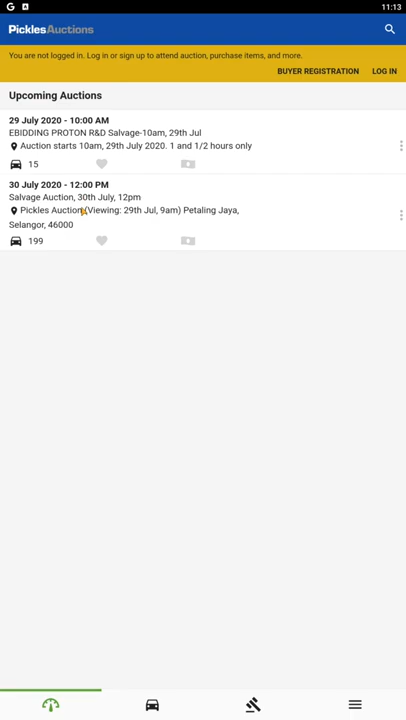 11:13
PicklesAuctions
You are not logged in. Log in or sign up to attend auction, purchase items, and more.
BUYER REGISTRATION LOG IN
Upcoming Auctions
29 July 2020 - 10:00 AM
EBIDDING PROTON R&D Salvage-10am, 29th Jul
Auction starts 10am, 29th July 2020. 1 and 1/2 hours only
15
30 July 2020 - 12:00 PM
Salvage Auction, 30th July, 12pm
Pickles Auction (Viewing: 29th Jul, 9am) Petaling Jaya,
Selangor, 46000
199